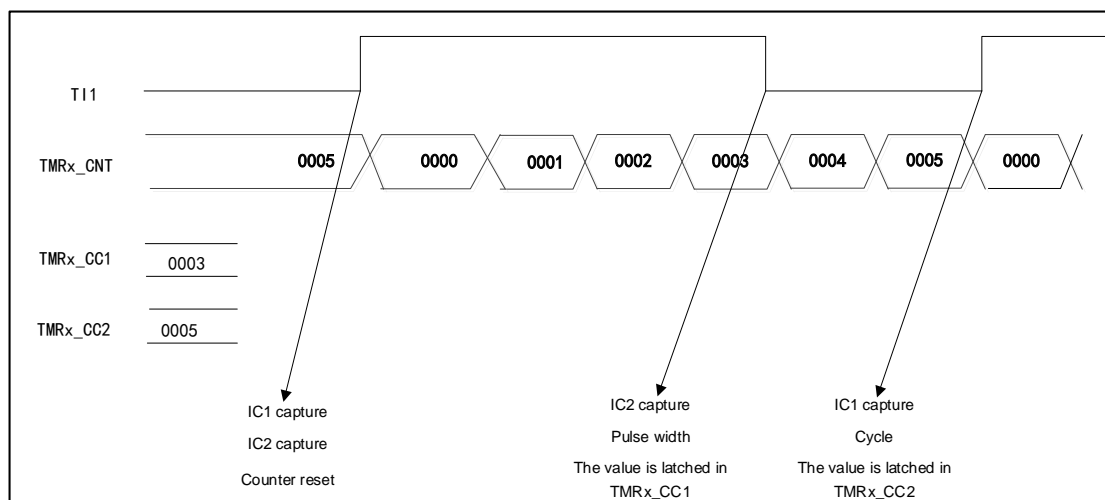 TI1
TMRx_CNT
0005 0000 0001 0002 0003 0004 0005 0000
TMRx_CC1
0003
TMRx_CC2
0005
IC1 capture
IC2 capture
Counter reset
IC2 capture
Pulse width
The value is latched in
TMRx_CC1
IC1 capture
Cycle
The value is latched in
TMRx_CC2